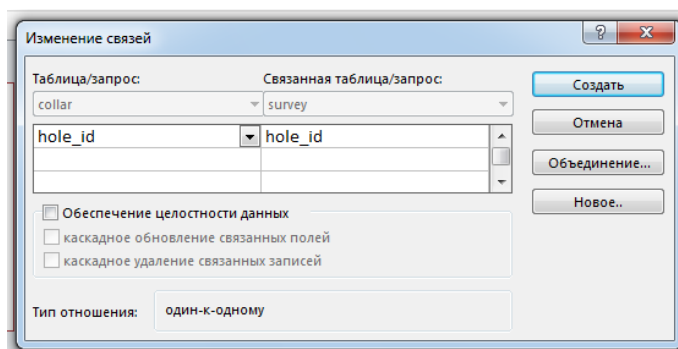 Изменение связей
Таблица/запрос: Связанная таблица/запрос:
collar survey
hole_id hole_id
Обеспечение целостности данных
каскадное обновление связанных полей
каскадное удаление связанных записей
Тип отношения: один-к-одному
Создать
Отмена
Объединение...
Новое..